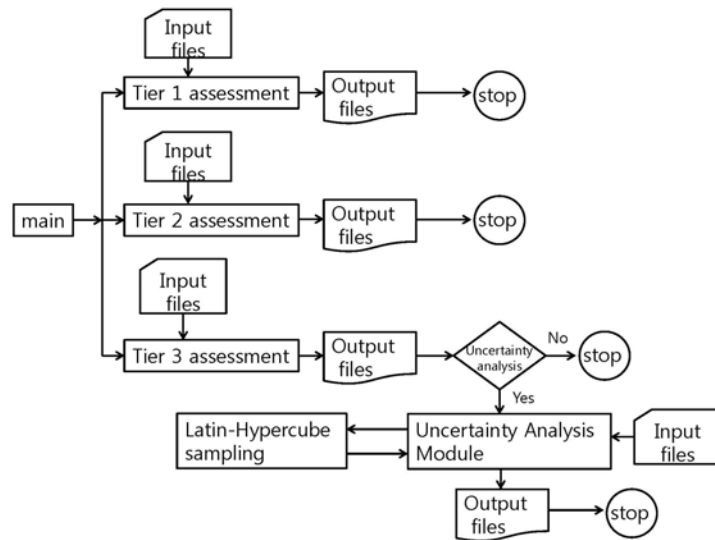 Input
files
Tier 1 assessment
Output
files
stop
Input
files
main
Tier 2 assessment
Output
files
stop
Input
files
Tier 3 assessment
Output
files
Uncertainty
analysis
No
stop
Yes
Latin-Hypercube
sampling
Uncertainty Analysis
Module
Input
files
Output
files
stop